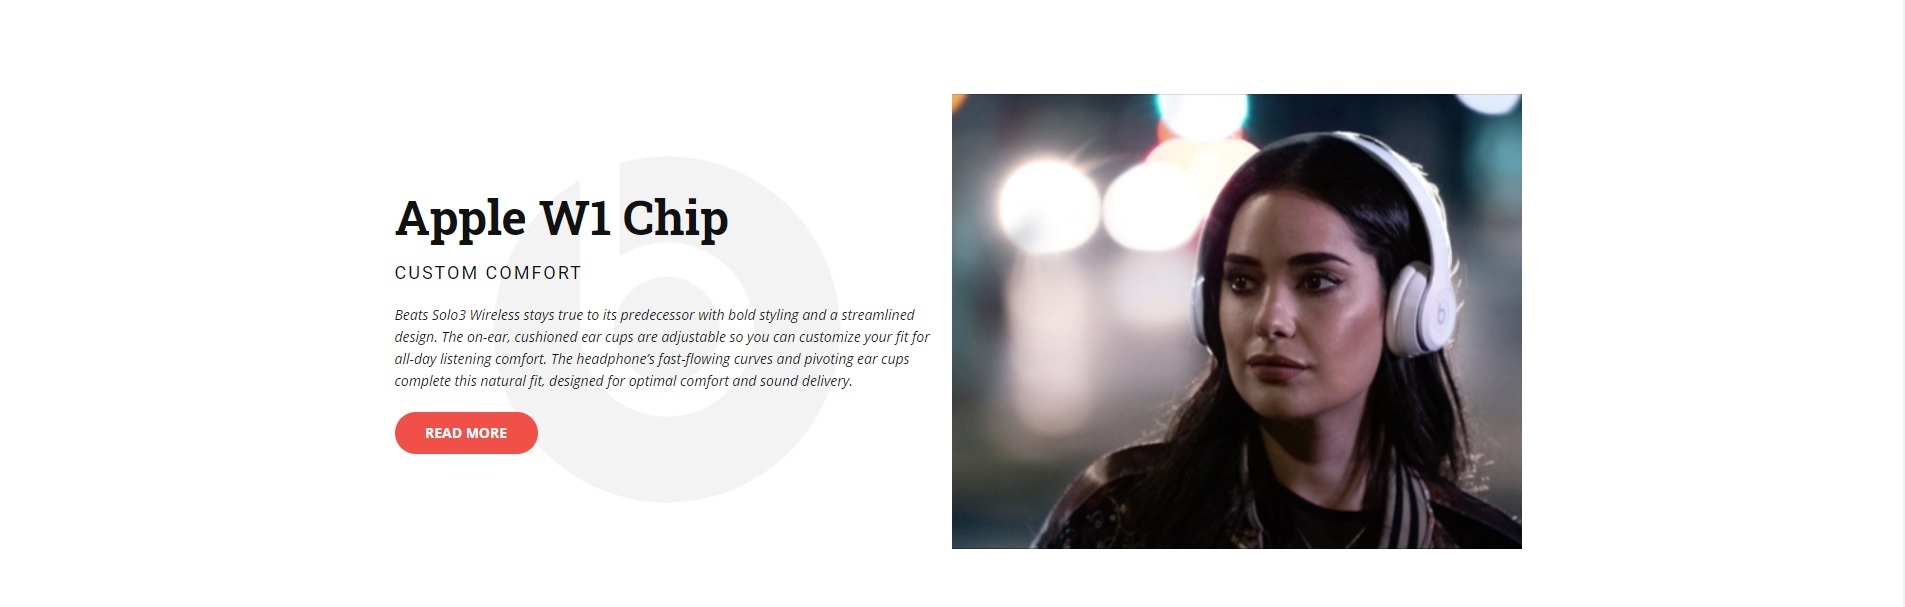 Apple W1 Chip
CUSTOM COMFORT
Beats Solo3 Wireless stays true to its predecessor with bold styling and a streamlined
design. The on-ear, cushioned ear cups are adjustable so you can customize your fit for
all-day listening comfort. The headphone’s fast-flowing curves and pivoting ear cups
complete this natural fit, designed for optimal comfort and sound delivery.
READ MORE